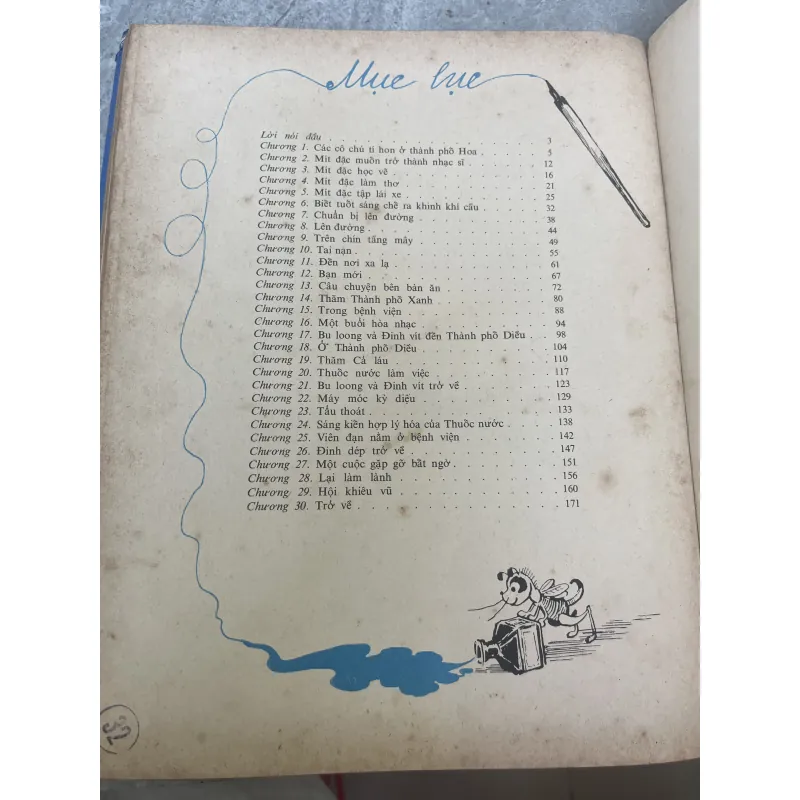 Mục lục
Lời nói đầu . . . . . . . . . . . . . . . 3
Chương 1. Các cô chú tí hon ở thành phố Hoa . . . . . 5
Chương 2. Mít đặc muốn trở thành nhạc sĩ . . . . . . 12
Chương 3. Mít đặc học vẽ . . . . . . . . . . . 16
Chương 4. Mít đặc làm thơ . . . . . . . . . . . 21
Chương 5. Mít đặc tập lái xe . . . . . . . . . . 25
Chương 6. Biết tuốt sáng chế ra khinh khí cầu . . . . . 32
Chương 7. Chuẩn bị lên đường . . . . . . . . . 38
Chương 8. Lên đường . . . . . . . . . . . . 44
Chương 9. Trên chín tầng mây . . . . . . . . . 49
Chương 10. Tai nạn . . . . . . . . . . . . . 55
Chương 11. Đến nơi xa lạ . . . . . . . . . . . 61
Chương 12. Bạn mới . . . . . . . . . . . . 67
Chương 13. Câu chuyện bên bàn ăn . . . . . . . . 72
Chương 14. Thăm Thành phố Xanh . . . . . . . . 80
Chương 15. Trong bệnh viện . . . . . . . . . . 88
Chương 16. Một buổi hòa nhạc . . . . . . . . . 94
Chương 17. Bu loong và Đinh vít đến Thành phố Diều . . 98
Chương 18. Ở Thành phố Diều . . . . . . . . . 104
Chương 19. Thăm Cả láu . . . . . . . . . . . 110
Chương 20. Thuốc nước làm việc . . . . . . . . . 117
Chương 21. Bu loong và Đinh vít trở về . . . . . . . 123
Chương 22. Máy móc kỳ diệu . . . . . . . . . . 129
Chương 23. Tẩu thoát . . . . . . . . . . . . 133
Chương 24. Sáng kiến hợp lý hóa của Thuốc nước . . . . 138
Chương 25. Viên đạn nằm ở bệnh viện . . . . . . . 142
Chương 26. Đinh dép trở về . . . . . . . . . . 147
Chương 27. Một cuộc gặp gỡ bất ngờ . . . . . . . . 151
Chương 28. Lại làm lành . . . . . . . . . . . 156
Chương 29. Hội khiêu vũ . . . . . . . . . . . 160
Chương 30. Trở về . . . . . . . . . . . . . 171
32